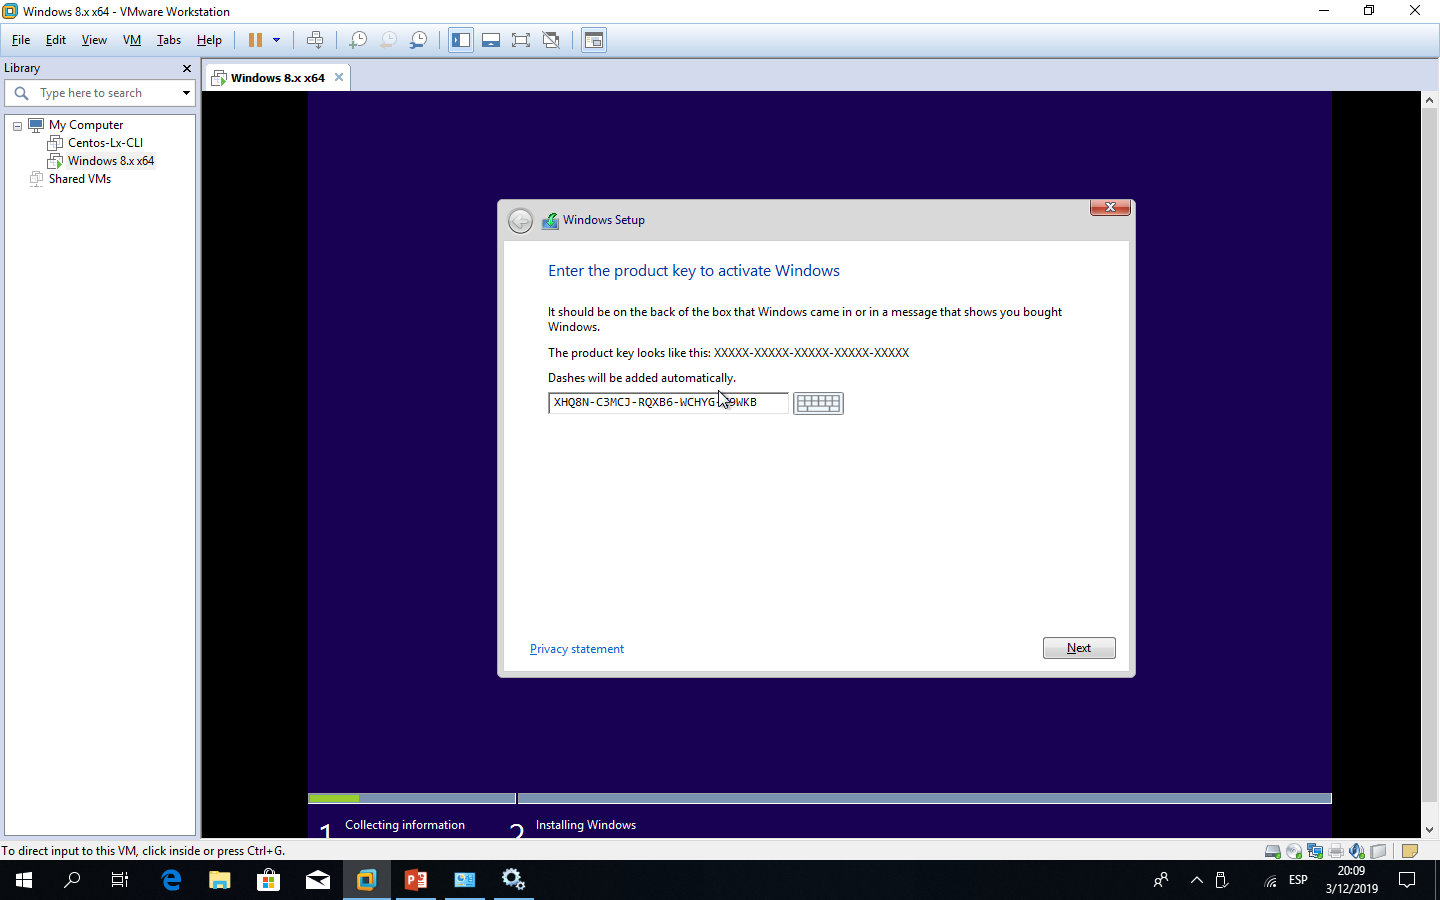 Windows 8.x x64 - VMware Workstation
File Edit View VM Tabs Help
Library
Type here to search
My Computer
Centos-Lx-CLI
Windows 8.x x64
Shared VMs
Windows 8.x x64
Windows Setup
Enter the product key to activate Windows
It should be on the back of the box that Windows came in or in a message that shows you bought
Windows.
The product key looks like this: XXXXX-XXXXX-XXXXX-XXXXX-XXXXX
Dashes will be added automatically.
XHQ8N-C3MCJ-RQXB6-WCHYG- 9WKB
Privacy statement
Next
1 Collecting information
2 Installing Windows
To direct input to this VM, click inside or press Ctrl+G.
ESP
20:09
3/12/2019